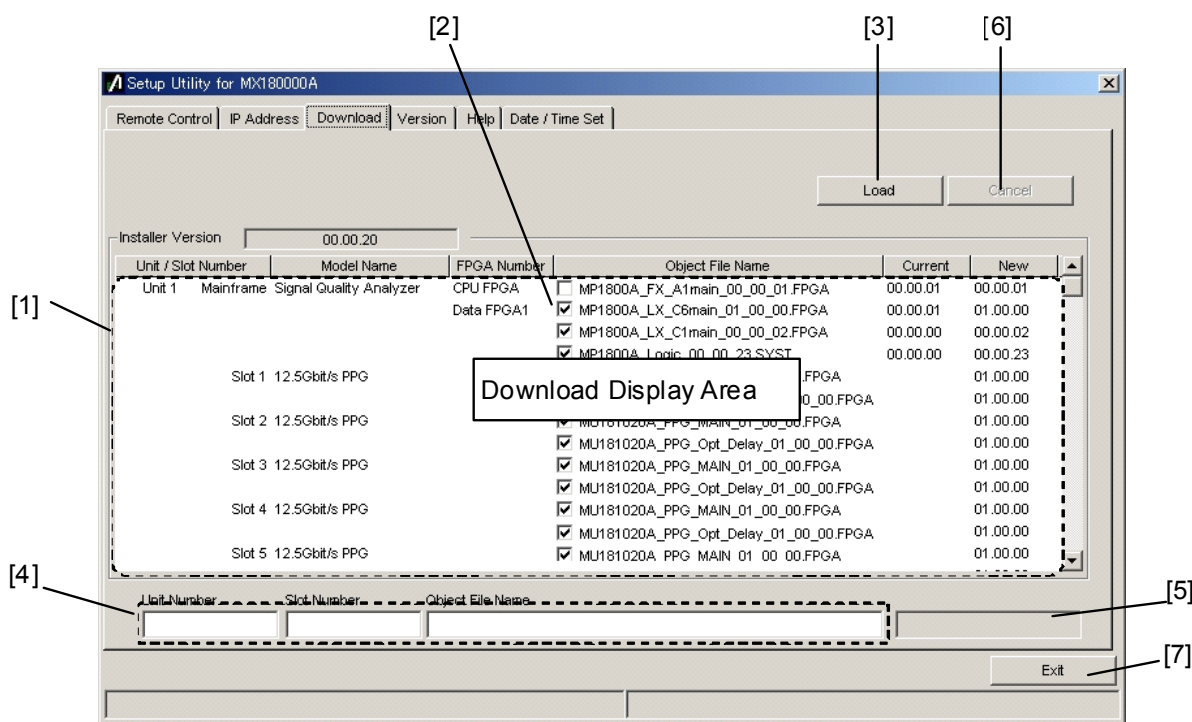 [2] [3] [6]
Setup Utility for MX180000A
Remote Control IP Address Download Version Help Date / Time Set
Load Cancel
Installer Version 00.00.20
Unit / Slot Number Model Name FPGA Number Object File Name Current New
[1]
Unit 1 Mainframe Signal Quality Analyzer CPU FPGA MP1800A_FX_A1main_00_00_01.FPGA 00.00.01 00.00.01
Data FPGA1 MP1800A_LX_C6main_01_00_00.FPGA 00.00.01 01.00.00
MP1800A_LX_C1main_00_00_02.FPGA 00.00.00 00.00.02
MP1800A_Logic_00_00_23.SYST 00.00.00 00.00.23
Slot 1 12.5Gbit/s PPG .FPGA 01.00.00
Download Display Area
00_00.FPGA 01.00.00
Slot 2 12.5Gbit/s PPG MU181020A_PPG_MAIN_01_00_00.FPGA 01.00.00
MU181020A_PPG_Opt_Delay_01_00_00.FPGA 01.00.00
Slot 3 12.5Gbit/s PPG MU181020A_PPG_MAIN_01_00_00.FPGA 01.00.00
MU181020A_PPG_Opt_Delay_01_00_00.FPGA 01.00.00
Slot 4 12.5Gbit/s PPG MU181020A_PPG_MAIN_01_00_00.FPGA 01.00.00
MU181020A_PPG_Opt_Delay_01_00_00.FPGA 01.00.00
Slot 5 12.5Gbit/s PPG MU181020A_PPG_MAIN_01_00_00.FPGA 01.00.00
[4]
Unit Number Slot Number Object File Name
[5]
Exit
[7]